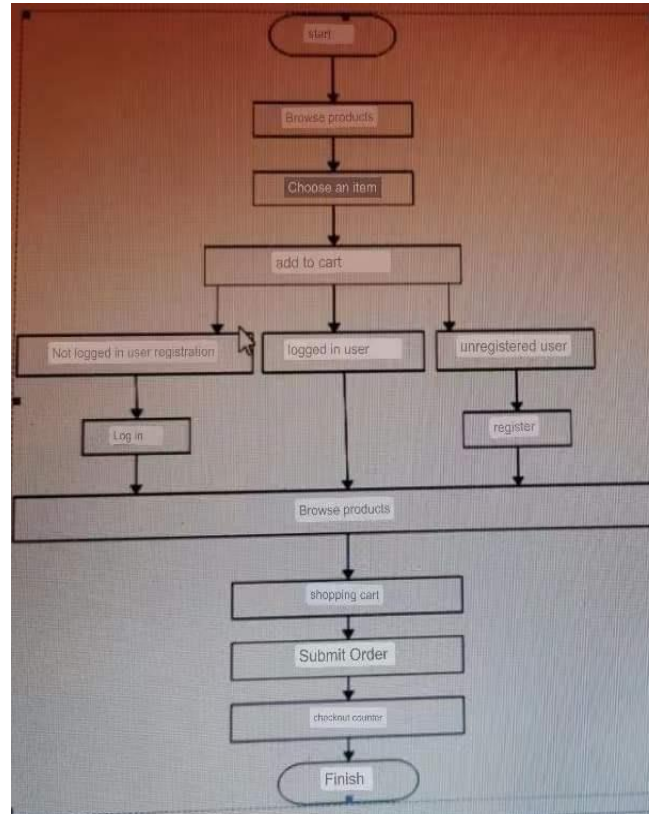 start
Browse products
Choose an item
add to cart
Not logged in user registration
logged in user
unregistered user
Log in
register
Browse products
shopping cart
Submit Order
checkout counter
Finish